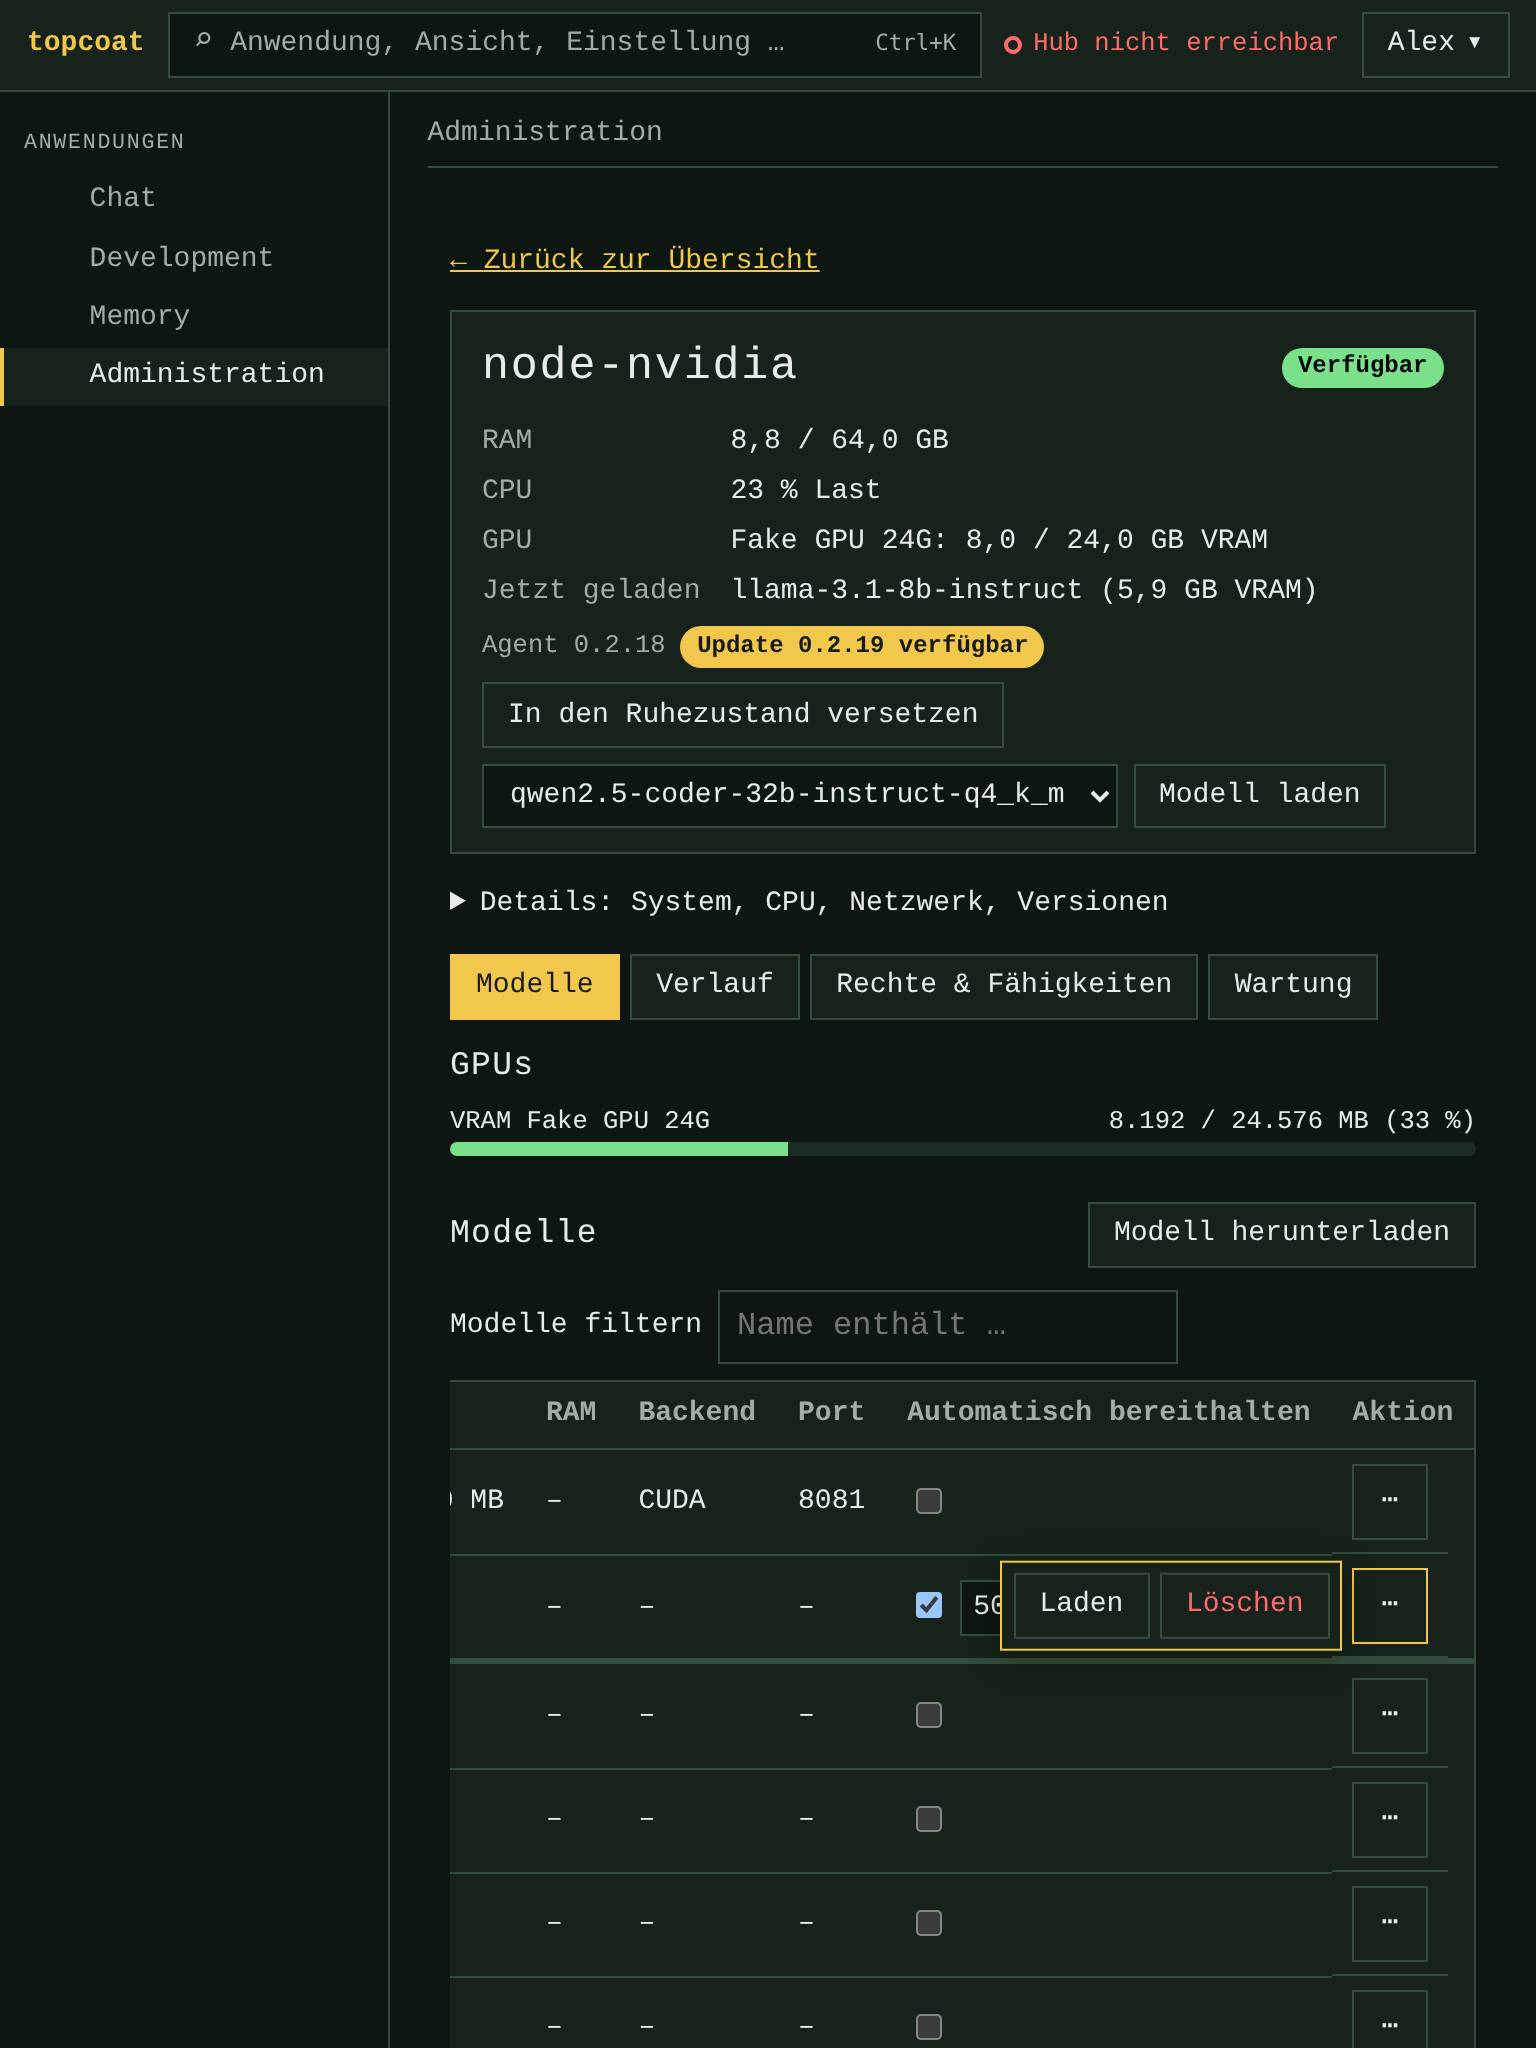 topcoat
Anwendung, Ansicht, Einstellung … Ctrl+K
Hub nicht erreichbar
Alex ▼
ANWENDUNGEN
Chat
Development
Memory
Administration
Administration
← Zurück zur Übersicht
node-nvidia
Verfügbar
RAM 8,8 / 64,0 GB
CPU 23 % Last
GPU Fake GPU 24G: 8,0 / 24,0 GB VRAM
Jetzt geladen llama-3.1-8b-instruct (5,9 GB VRAM)
Agent 0.2.18 Update 0.2.19 verfügbar
In den Ruhezustand versetzen
qwen2.5-coder-32b-instruct-q4_k_m Modell laden
▶ Details: System, CPU, Netzwerk, Versionen
Modelle Verlauf Rechte & Fähigkeiten Wartung
GPUs
VRAM Fake GPU 24G 8.192 / 24.576 MB (33 %)
Modelle Modell herunterladen
Modelle filtern Name enthält …
RAM Backend Port Automatisch bereithalten Aktion
MB – CUDA 8081 ⋯
– – – 50 Laden Löschen ⋯
– – – ⋯
– – – ⋯
– – – ⋯
– – – ⋯